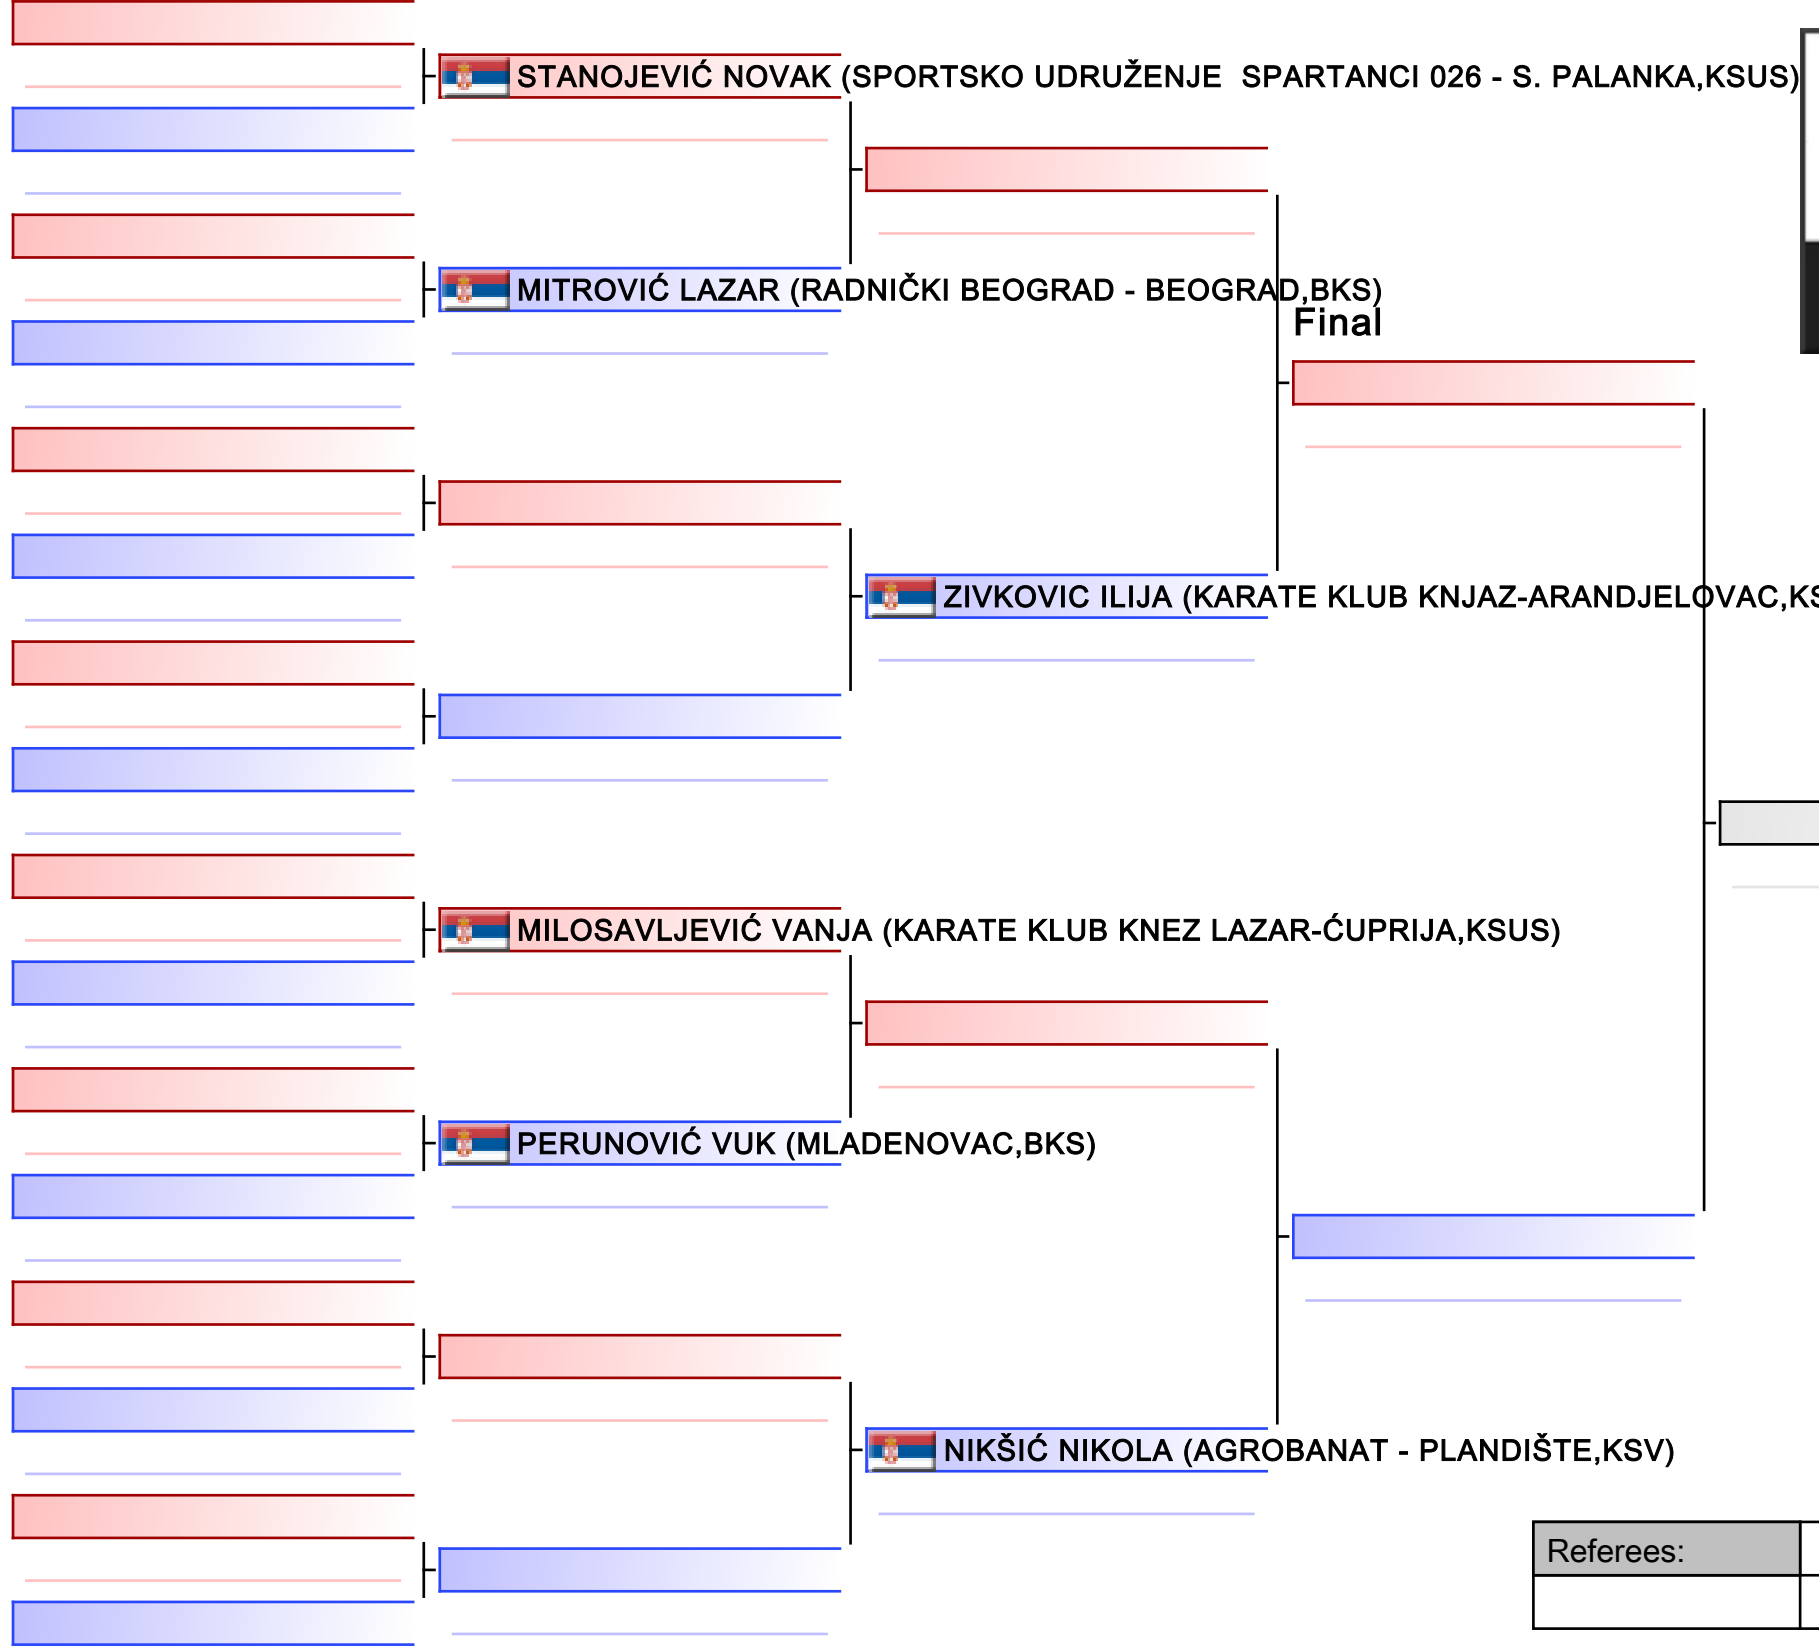 STANOJEVIĆ NOVAK (SPORTSKO UDRUŽENJE  SPARTANCI 026 - S. PALANKA,KSUS)
MITROVIĆ LAZAR (RADNIČKI BEOGRAD - BEOGRAD,BKS)
Final
ZIVKOVIC ILIJA (KARATE KLUB KNJAZ-ARANDJELOVAC,
MILOSAVLJEVIĆ VANJA (KARATE KLUB KNEZ LAZAR-ĆUPRIJA,KSUS)
PERUNOVIĆ VUK (MLADENOVAC,BKS)
NIKŠIĆ NIKOLA (AGROBANAT - PLANDIŠTE,KSV)
Referees: